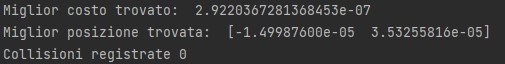 Miglior costo trovato:  2.9220367281368453e-07
Miglior posizione trovata:  [-1.49987600e-05  3.53255816e-05]
Collisioni registrate 0